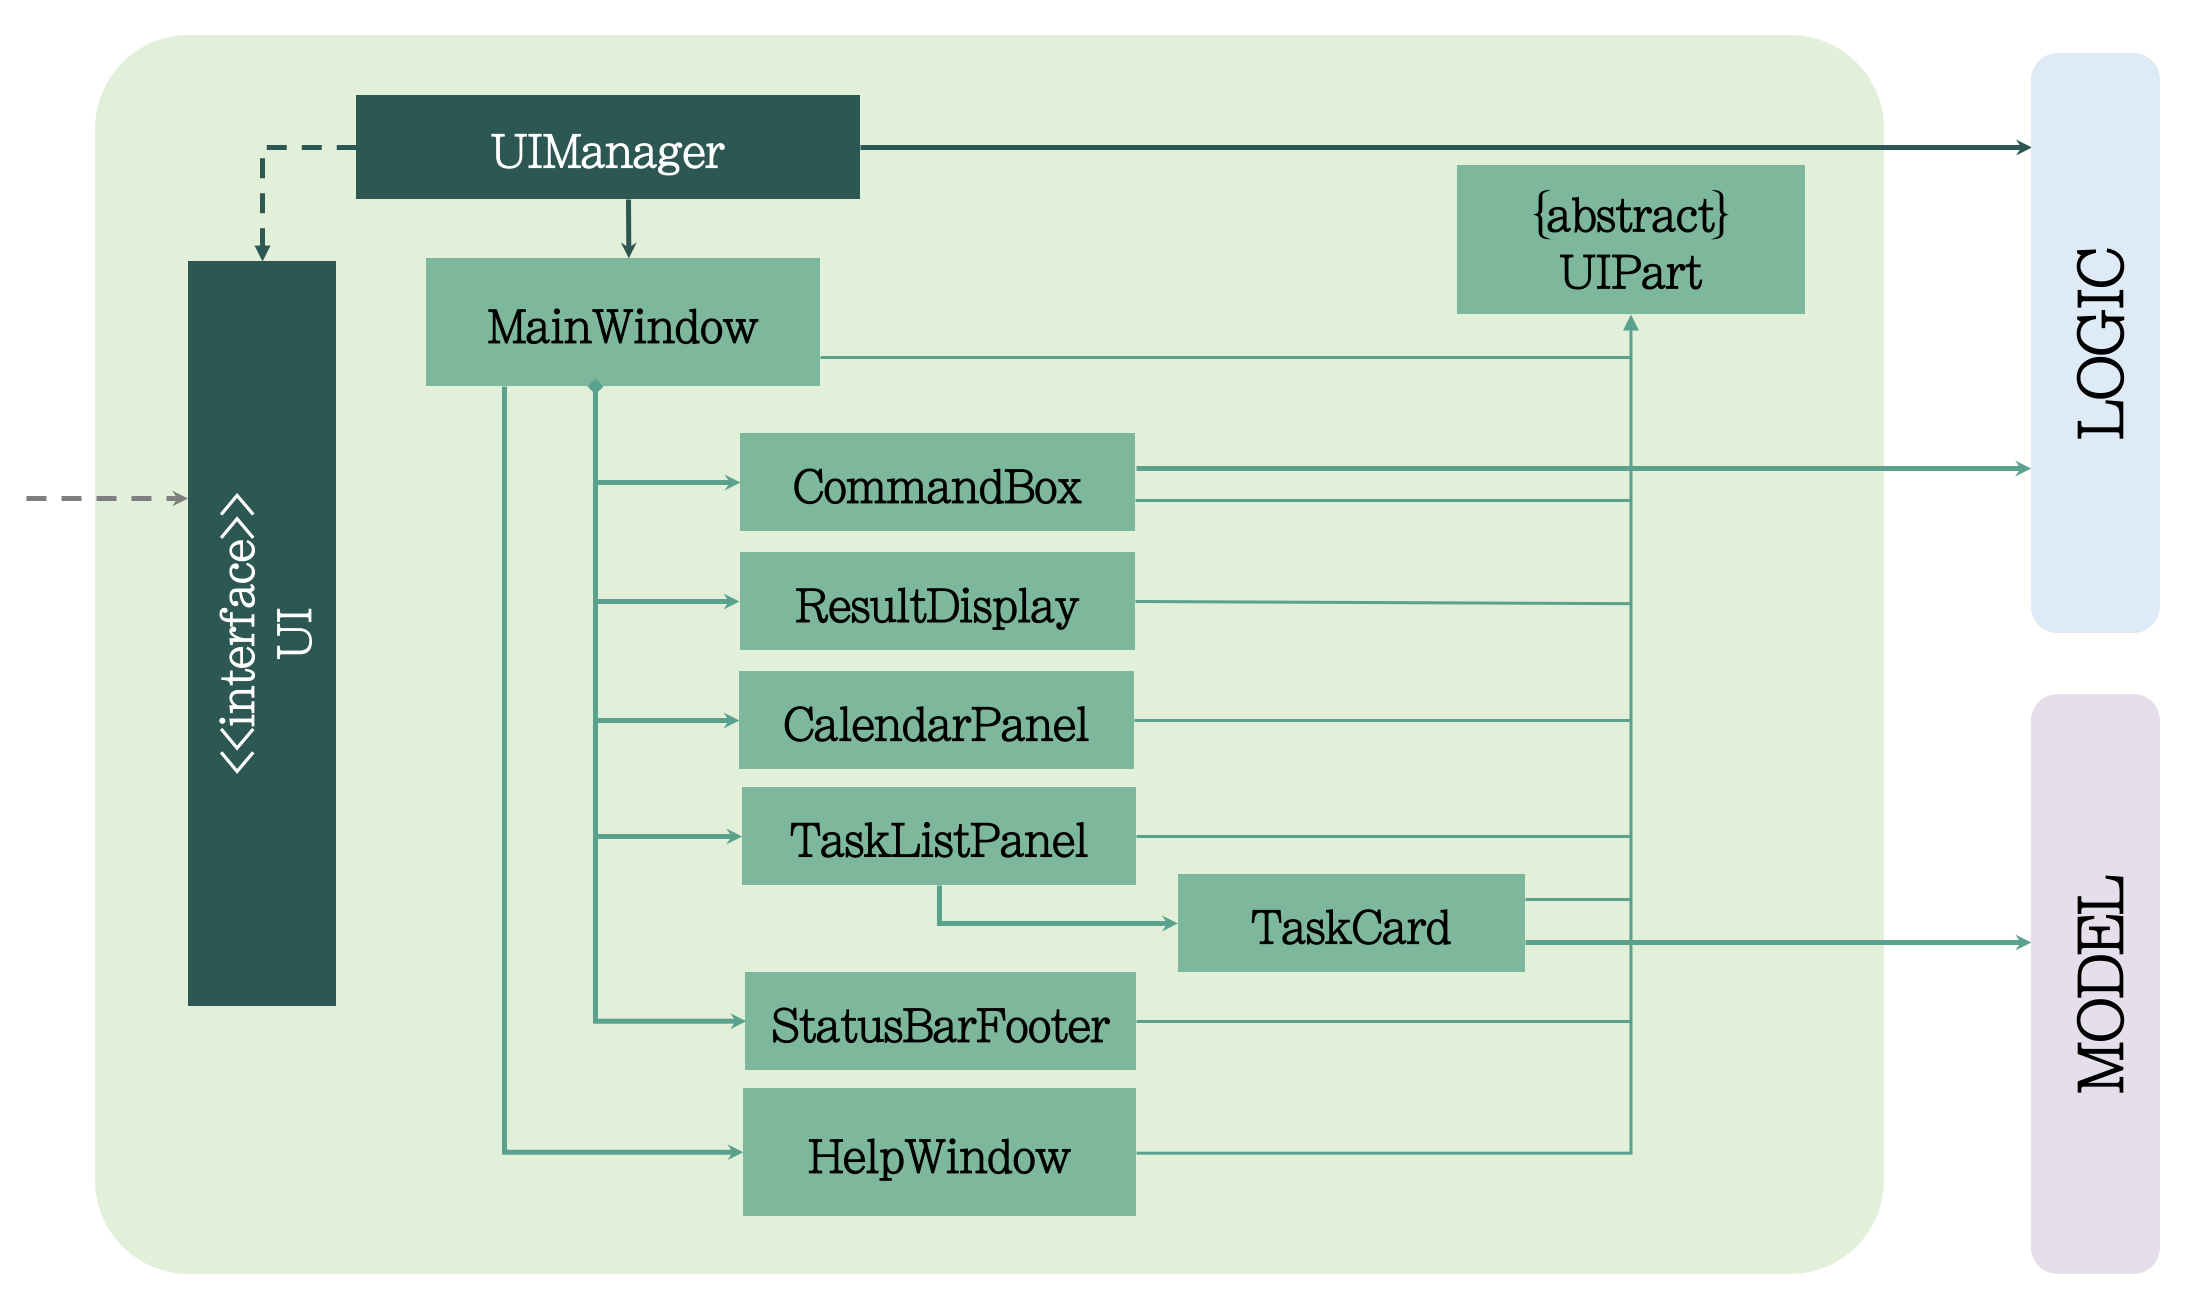 UIManager
{abstract}
UIPart
MainWindow
LOGIC
CommandBox
<<interface>>
UI
ResultDisplay
CalendarPanel
TaskListPanel
TaskCard
MODEL
StatusBarFooter
HelpWindow